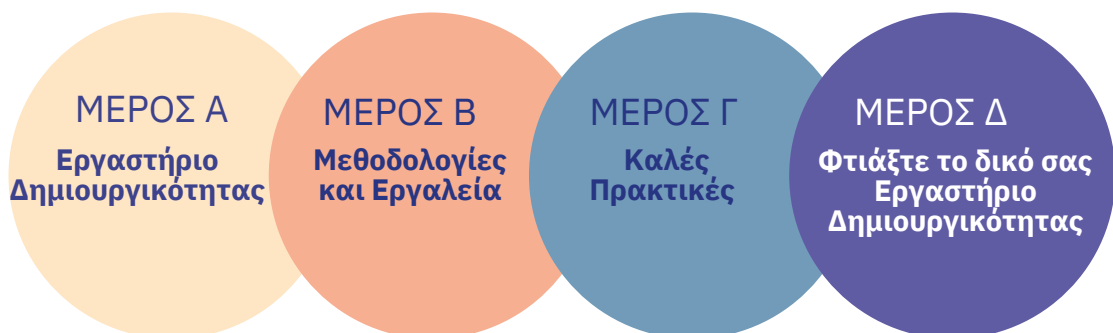 ΜΕΡΟΣ Α
Εργαστήριο
Δημιουργικότητας
ΜΕΡΟΣ Β
Μεθοδολογίες
και Εργαλεία
ΜΕΡΟΣ Γ
Καλές
Πρακτικές
ΜΕΡΟΣ Δ
Φτιάξτε το δικό σας
Εργαστήριο
Δημιουργικότητας